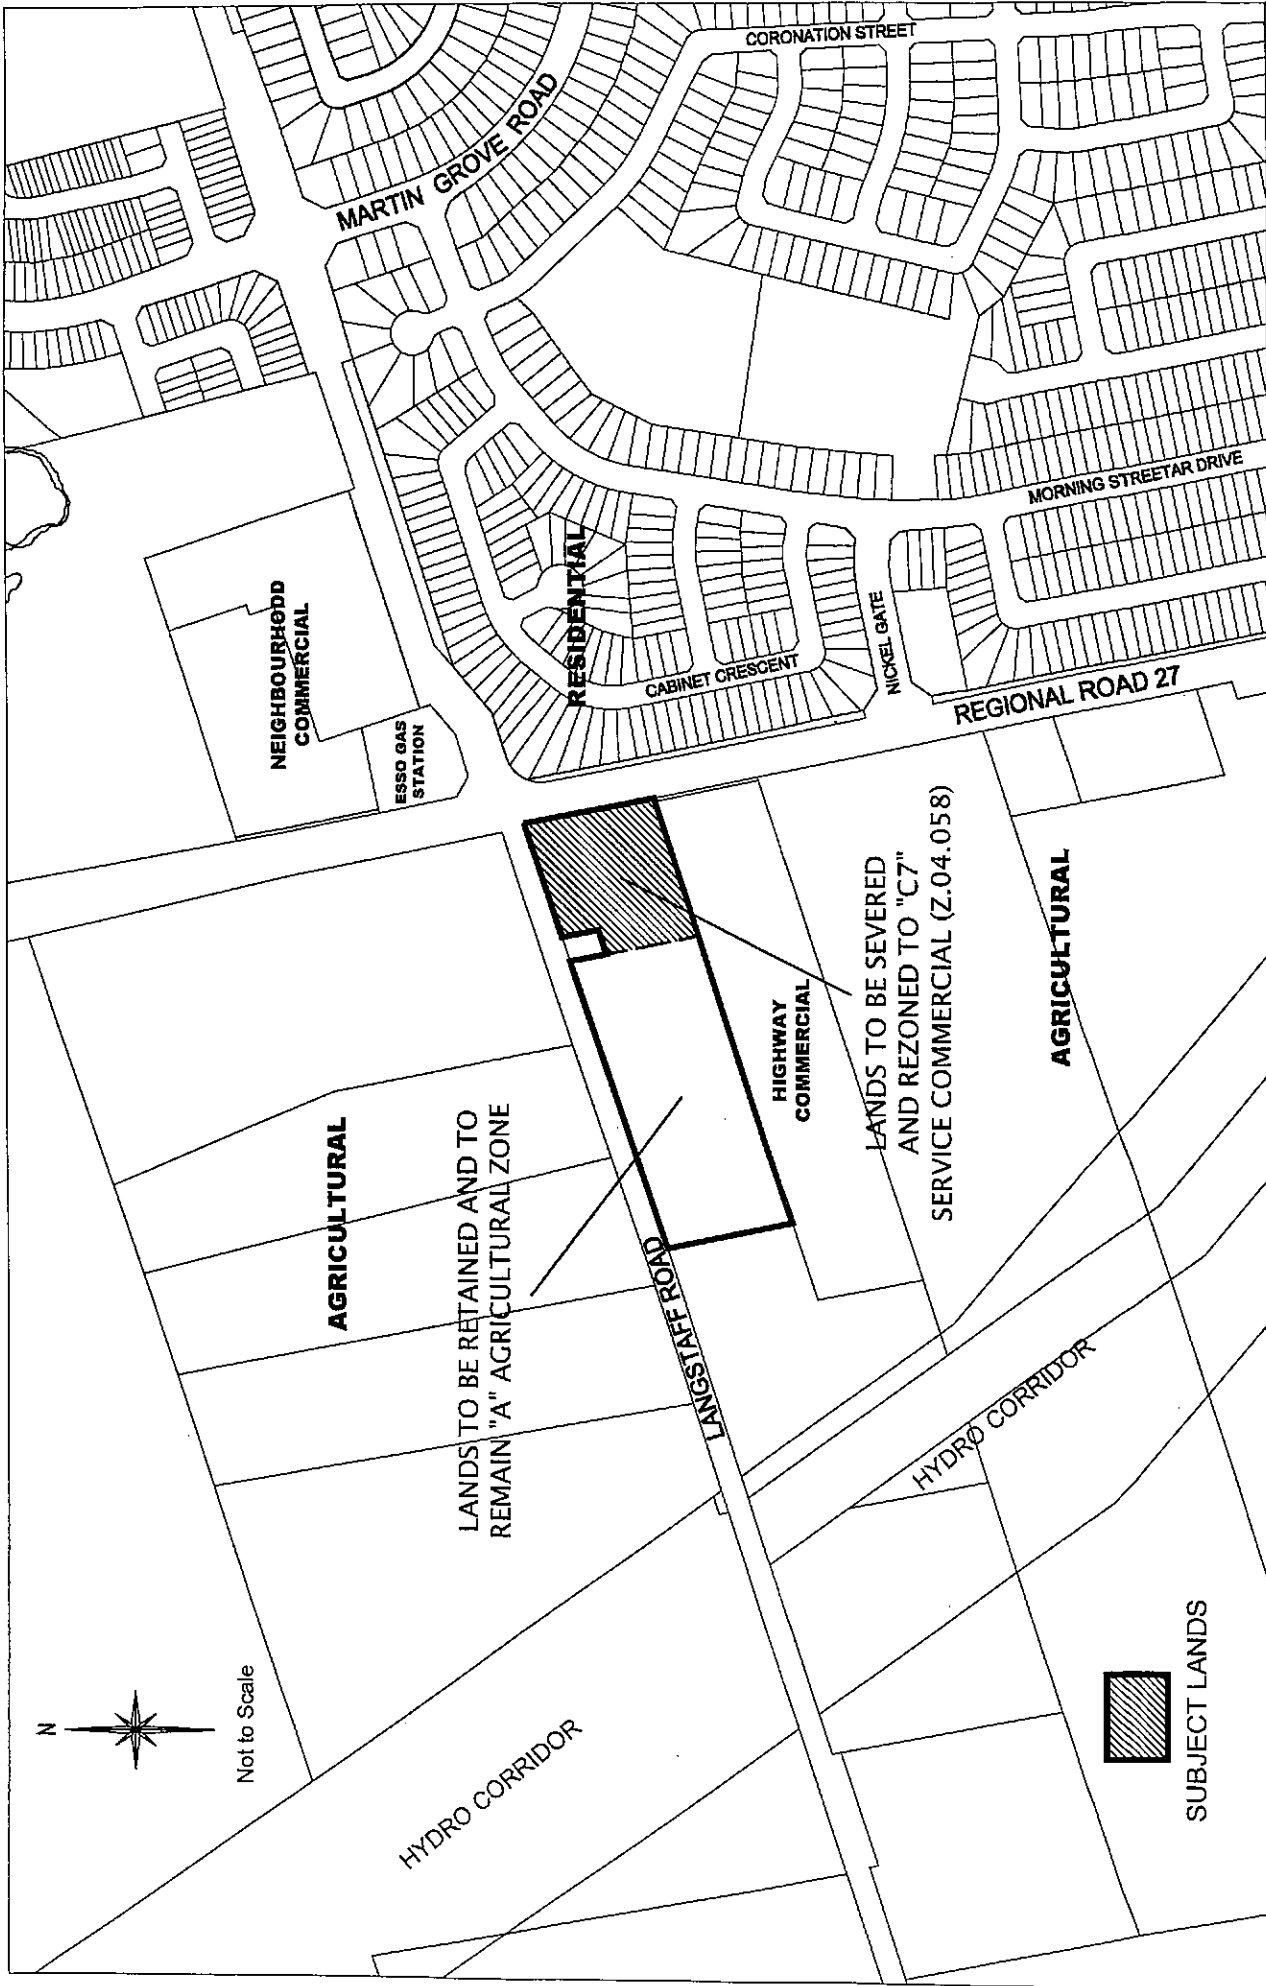 N
Not to Scale
HYDRO CORRIDOR
AGRICULTURAL
LANDS TO BE RETAINED AND TO
REMAIN "A" AGRICULTURAL ZONE
NEIGHBOURHODD
COMMERCIAL
ESSO GAS
STATION
MARTIN GROVE ROAD
CORONATION STREET
RESIDENTIAL
CABINET CRESCENT
NICKEL GATE
MORNING STREETAR DRIVE
REGIONAL ROAD 27
LANGSTAFF ROAD
HIGHWAY
COMMERCIAL
LANDS TO BE SEVERED
AND REZONED TO "C7"
SERVICE COMMERCIAL (Z.04.058)
AGRICULTURAL
HYDRO CORRIDOR
SUBJECT LANDS